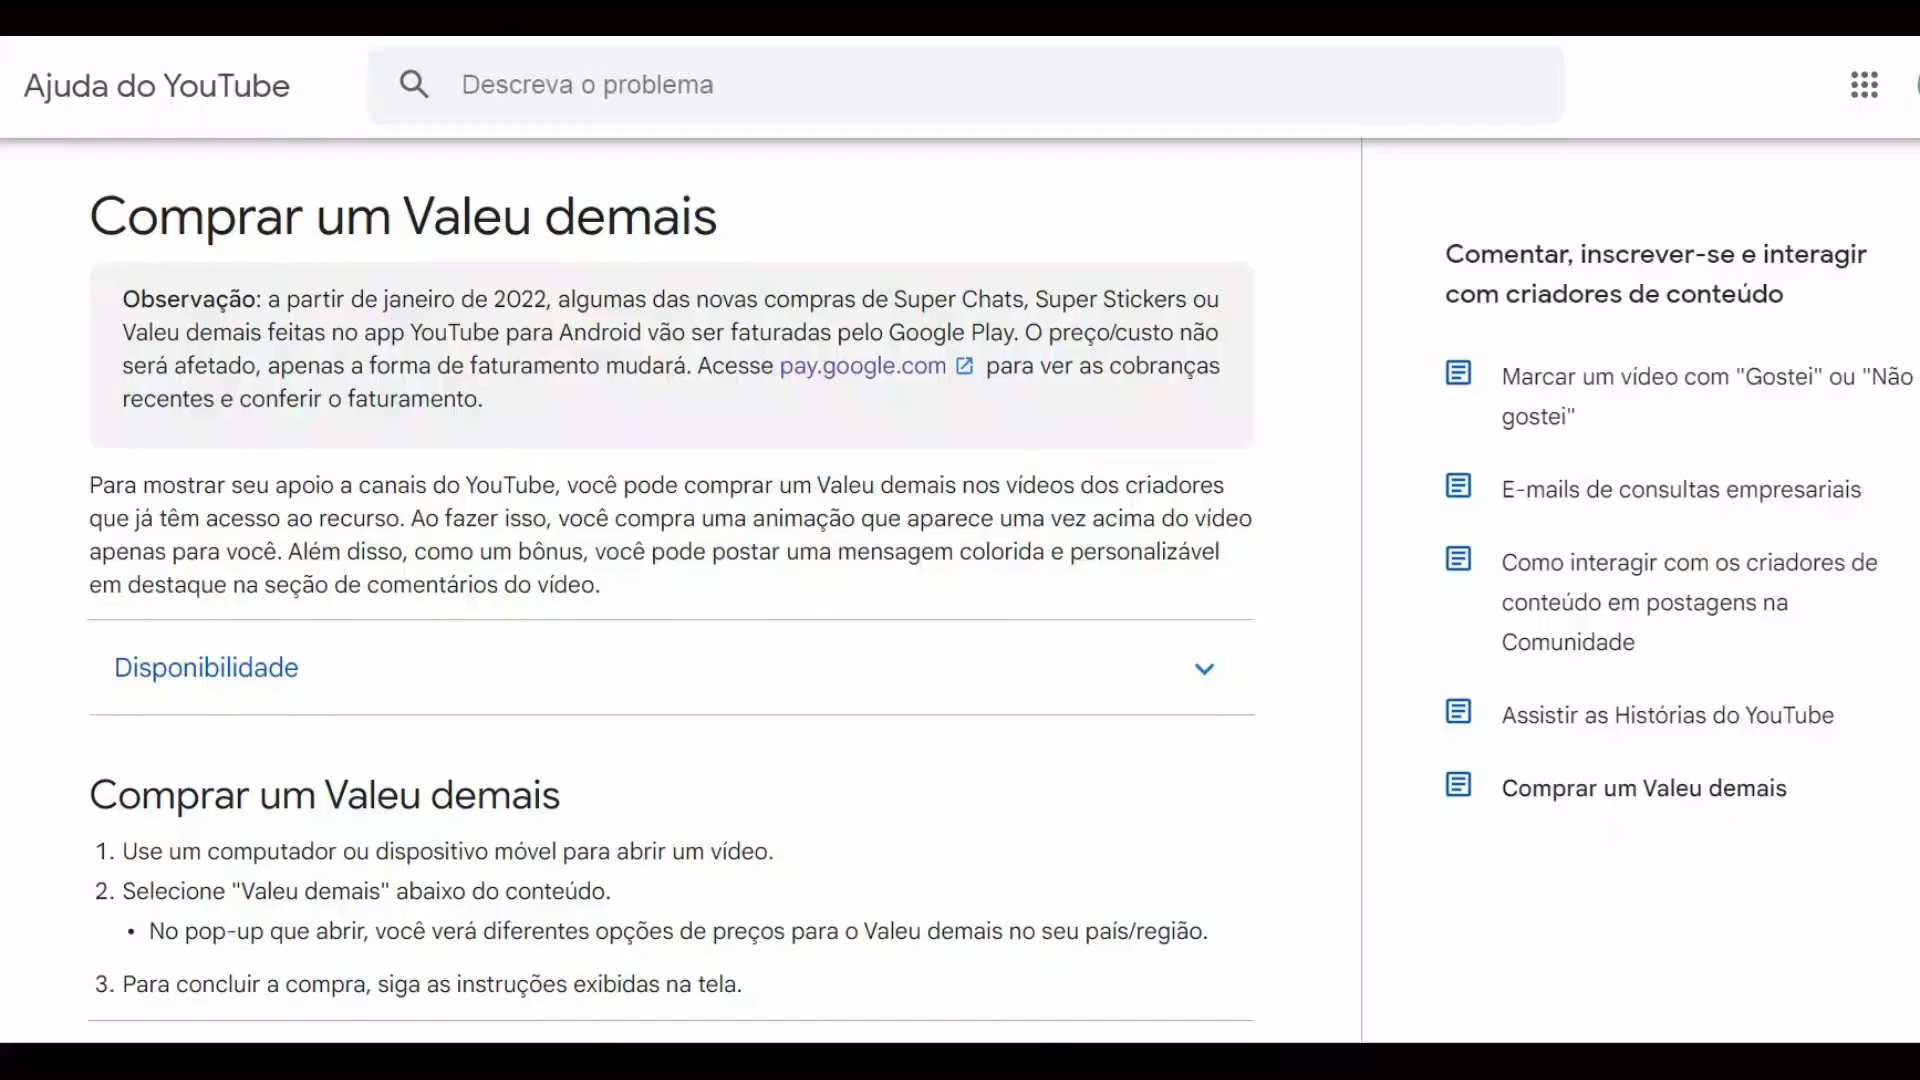 Ajuda do YouTube
Descreva o problema
Comprar um Valeu demais
Observação: a partir de janeiro de 2022, algumas das novas compras de Super Chats, Super Stickers ou
Valeu demais feitas no app YouTube para Android vão ser faturadas pelo Google Play. O preço/custo não
será afetado, apenas a forma de faturamento mudará. Acesse pay.google.com para ver as cobranças
recentes e conferir o faturamento.
Para mostrar seu apoio a canais do YouTube, você pode comprar um Valeu demais nos vídeos dos criadores
que já têm acesso ao recurso. Ao fazer isso, você compra uma animação que aparece uma vez acima do vídeo
apenas para você. Além disso, como um bônus, você pode postar uma mensagem colorida e personalizável
em destaque na seção de comentários do vídeo.
Disponibilidade
Comprar um Valeu demais
1. Use um computador ou dispositivo móvel para abrir um vídeo.
2. Selecione "Valeu demais" abaixo do conteúdo.
• No pop-up que abrir, você verá diferentes opções de preços para o Valeu demais no seu país/região.
3. Para concluir a compra, siga as instruções exibidas na tela.
Comentar, inscrever-se e interagir
com criadores de conteúdo
Marcar um vídeo com "Gostei" ou "Não
gostei"
E-mails de consultas empresariais
Como interagir com os criadores de
conteúdo em postagens na
Comunidade
Assistir as Histórias do YouTube
Comprar um Valeu demais